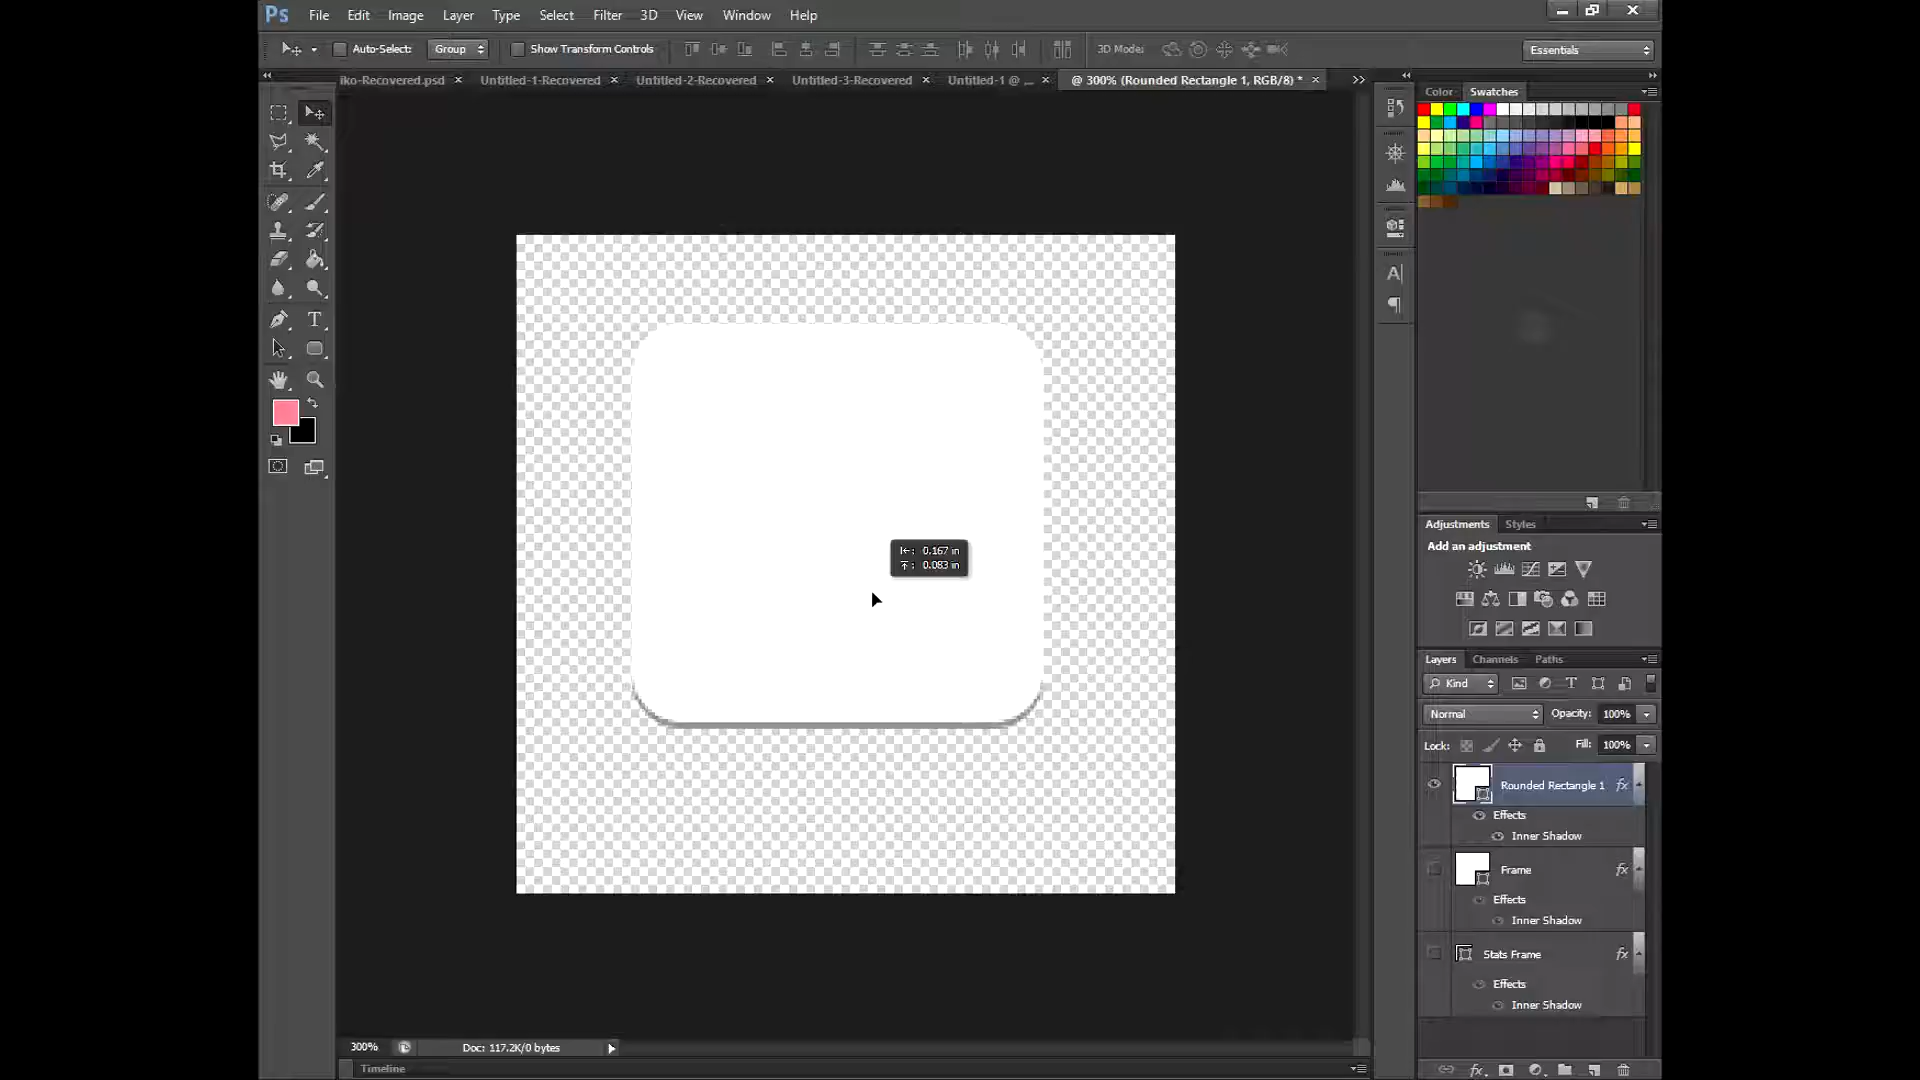 Ps File Edit Image Layer Type Select Filter 3D View Window Help
Auto-Select: Group Show Transform Controls 3D Mode: Essentials
iko-Recovered.psd × Untitled-1-Recovered × Untitled-2-Recovered × Untitled-3-Recovered × Untitled-1 @ ... × @ 300% (Rounded Rectangle 1, RGB/8) * ×
Color Swatches
0.167 in
0.083 in
Adjustments Styles
Add an adjustment
Layers Channels Paths
Kind
Normal Opacity: 100%
Lock: Fill: 100%
Rounded Rectangle 1 fx
Effects
Inner Shadow
Frame fx
Effects
Inner Shadow
Stats Frame fx
Effects
Inner Shadow
300% Doc: 117.2K/0 bytes
Timeline